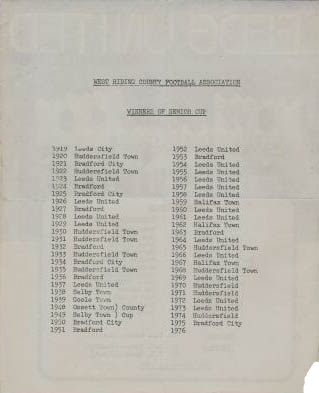 WEST RIDING COUNTY FOOTBALL ASSOCIATION
WINNERS OF SENIOR CUP
1919 Leeds City
1920 Huddersfield Town
1921 Bradford City
1922 Huddersfield Town
1923 Leeds United
1924 Bradford
1925 Bradford City
1926 Leeds United
1927 Bradford
1928 Leeds United
1929 Leeds United
1930 Huddersfield Town
1931 Huddersfield Town
1932 Bradford
1933 Huddersfield Town
1934 Bradford City
1935 Huddersfield Town
1936 Bradford
1937 Leeds United
1938 Selby Town
1939 Goole Town
1948 Ossett Town) County
1949 Selby Town ) Cup
1950 Bradford City
1951 Bradford
1952 Leeds United
1953 Bradford
1954 Leeds United
1955 Leeds United
1956 Leeds United
1957 Leeds United
1958 Leeds United
1959 Halifax Town
1960 Leeds United
1961 Leeds United
1962 Halifax Town
1963 Bradford
1964 Leeds United
1965 Huddersfield Town
1966 Leeds United
1967 Halifax Town
1968 Huddersfield Town
1969 Leeds United
1970 Huddersfield
1971 Huddersfield
1972 Leeds United
1973 Leeds United
1974 Huddersfield
1975 Bradford City
1976